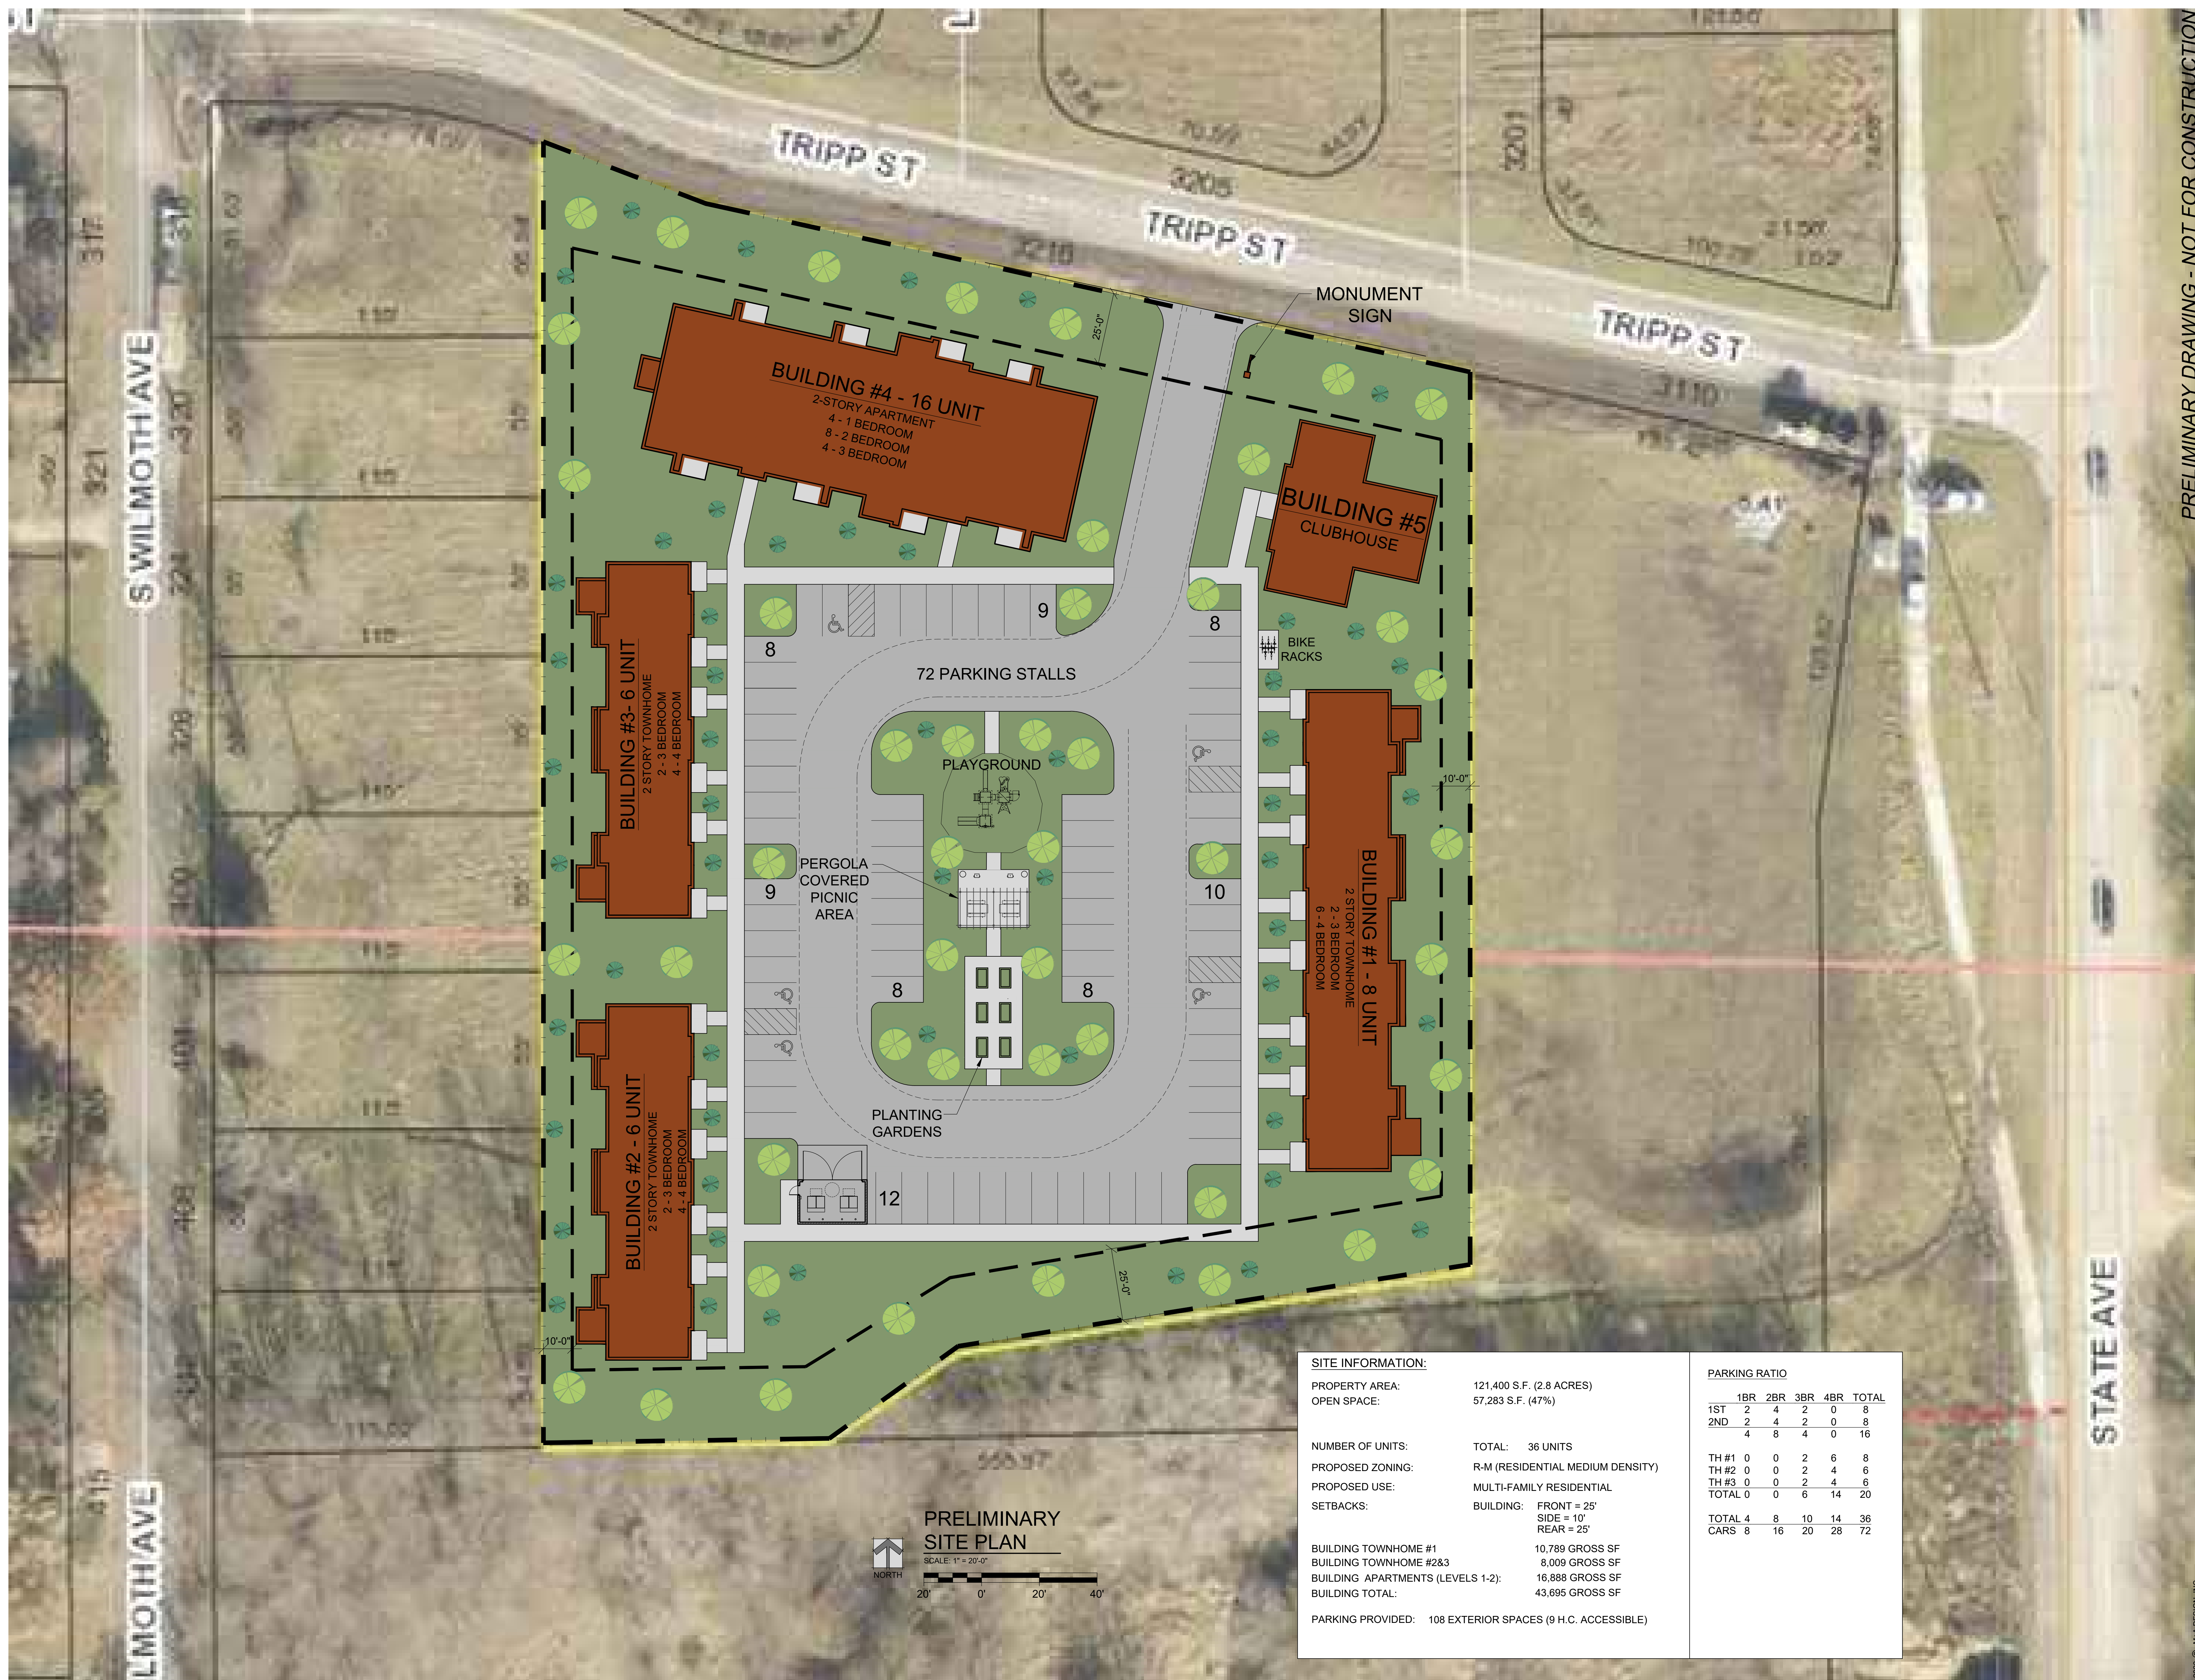 PRELIMINARY DRAWING - NOT FOR CONSTRUCTION
TRIPP ST
3205
TRIPP ST
3210
TRIPP ST
3110
3201
70.59'
S WILMOTH AVE
317
321
115'
115'
115'
115'
115'
STATE AVE
LMOTH AVE
MONUMENT
SIGN
25'-0"
BUILDING #4 - 16 UNIT
2-STORY APARTMENT
4 - 1 BEDROOM
8 - 2 BEDROOM
4 - 3 BEDROOM
BUILDING #5
CLUBHOUSE
BIKE
RACKS
9
8
8
72 PARKING STALLS
BUILDING #3- 6 UNIT
2 STORY TOWNHOME
2 - 3 BEDROOM
4 - 4 BEDROOM
PLAYGROUND
10'-0"
PERGOLA
COVERED
PICNIC
AREA
9
10
BUILDING #1 - 8 UNIT
2 STORY TOWNHOME
2 - 3 BEDROOM
6 - 4 BEDROOM
8
8
PLANTING
GARDENS
BUILDING #2 - 6 UNIT
2 STORY TOWNHOME
2 - 3 BEDROOM
4 - 4 BEDROOM
12
25'-0"
10'-0"
PRELIMINARY
SITE PLAN
SCALE: 1" = 20'-0"
NORTH
20' 0' 20' 40'
SITE INFORMATION:
PROPERTY AREA: 121,400 S.F. (2.8 ACRES)
OPEN SPACE: 57,283 S.F. (47%)
NUMBER OF UNITS: TOTAL: 36 UNITS
PROPOSED ZONING: R-M (RESIDENTIAL MEDIUM DENSITY)
PROPOSED USE: MULTI-FAMILY RESIDENTIAL
SETBACKS: BUILDING: FRONT = 25'
SIDE = 10'
REAR = 25'
BUILDING TOWNHOME #1 10,789 GROSS SF
BUILDING TOWNHOME #2&3 8,009 GROSS SF
BUILDING APARTMENTS (LEVELS 1-2): 16,888 GROSS SF
BUILDING TOTAL: 43,695 GROSS SF
PARKING PROVIDED: 108 EXTERIOR SPACES (9 H.C. ACCESSIBLE)
PARKING RATIO
1BR 2BR 3BR 4BR TOTAL
1ST 2 4 2 0 8
2ND 2 4 2 0 8
4 8 4 0 16
TH #1 0 0 2 6 8
TH #2 0 0 2 4 6
TH #3 0 0 2 4 6
TOTAL 0 0 6 14 20
TOTAL 4 8 10 14 36
CARS 8 16 20 28 72